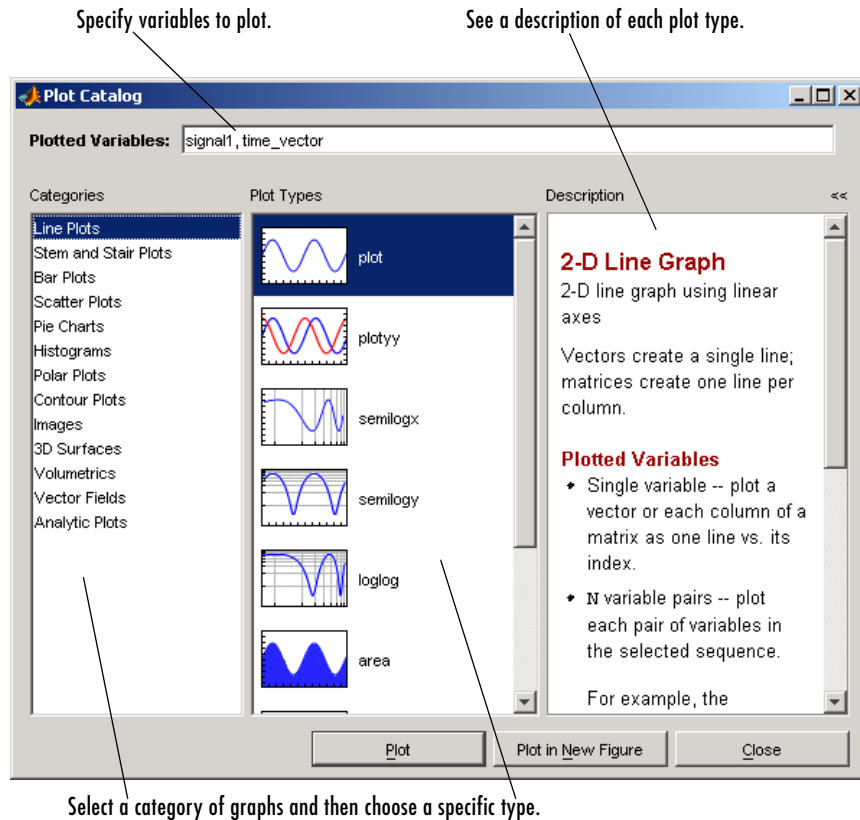 Specify variables to plot.
See a description of each plot type.
Plot Catalog
Plotted Variables:
signal1,time_vector
Categories
Plot Types
Description
<<
Line Plots
Stem and Stair Plots
Bar Plots
Scatter Plots
Pie Charts
Histograms
Polar Plots
Contour Plots
Images
3D Surfaces
Volumetrics
Vector Fields
Analytic Plots
plot
plotyy
semilogx
semilogy
loglog
area
2-D Line Graph
2-D line graph using linear
axes
Vectors create a single line;
matrices create one line per
column.
Plotted Variables
• Single variable -- plot a
vector or each column of a
matrix as one line vs. its
index.
• N variable pairs -- plot
each pair of variables in
the selected sequence.
For example, the
Plot
Plot in New Figure
Close
Select a category of graphs and then choose a specific type.